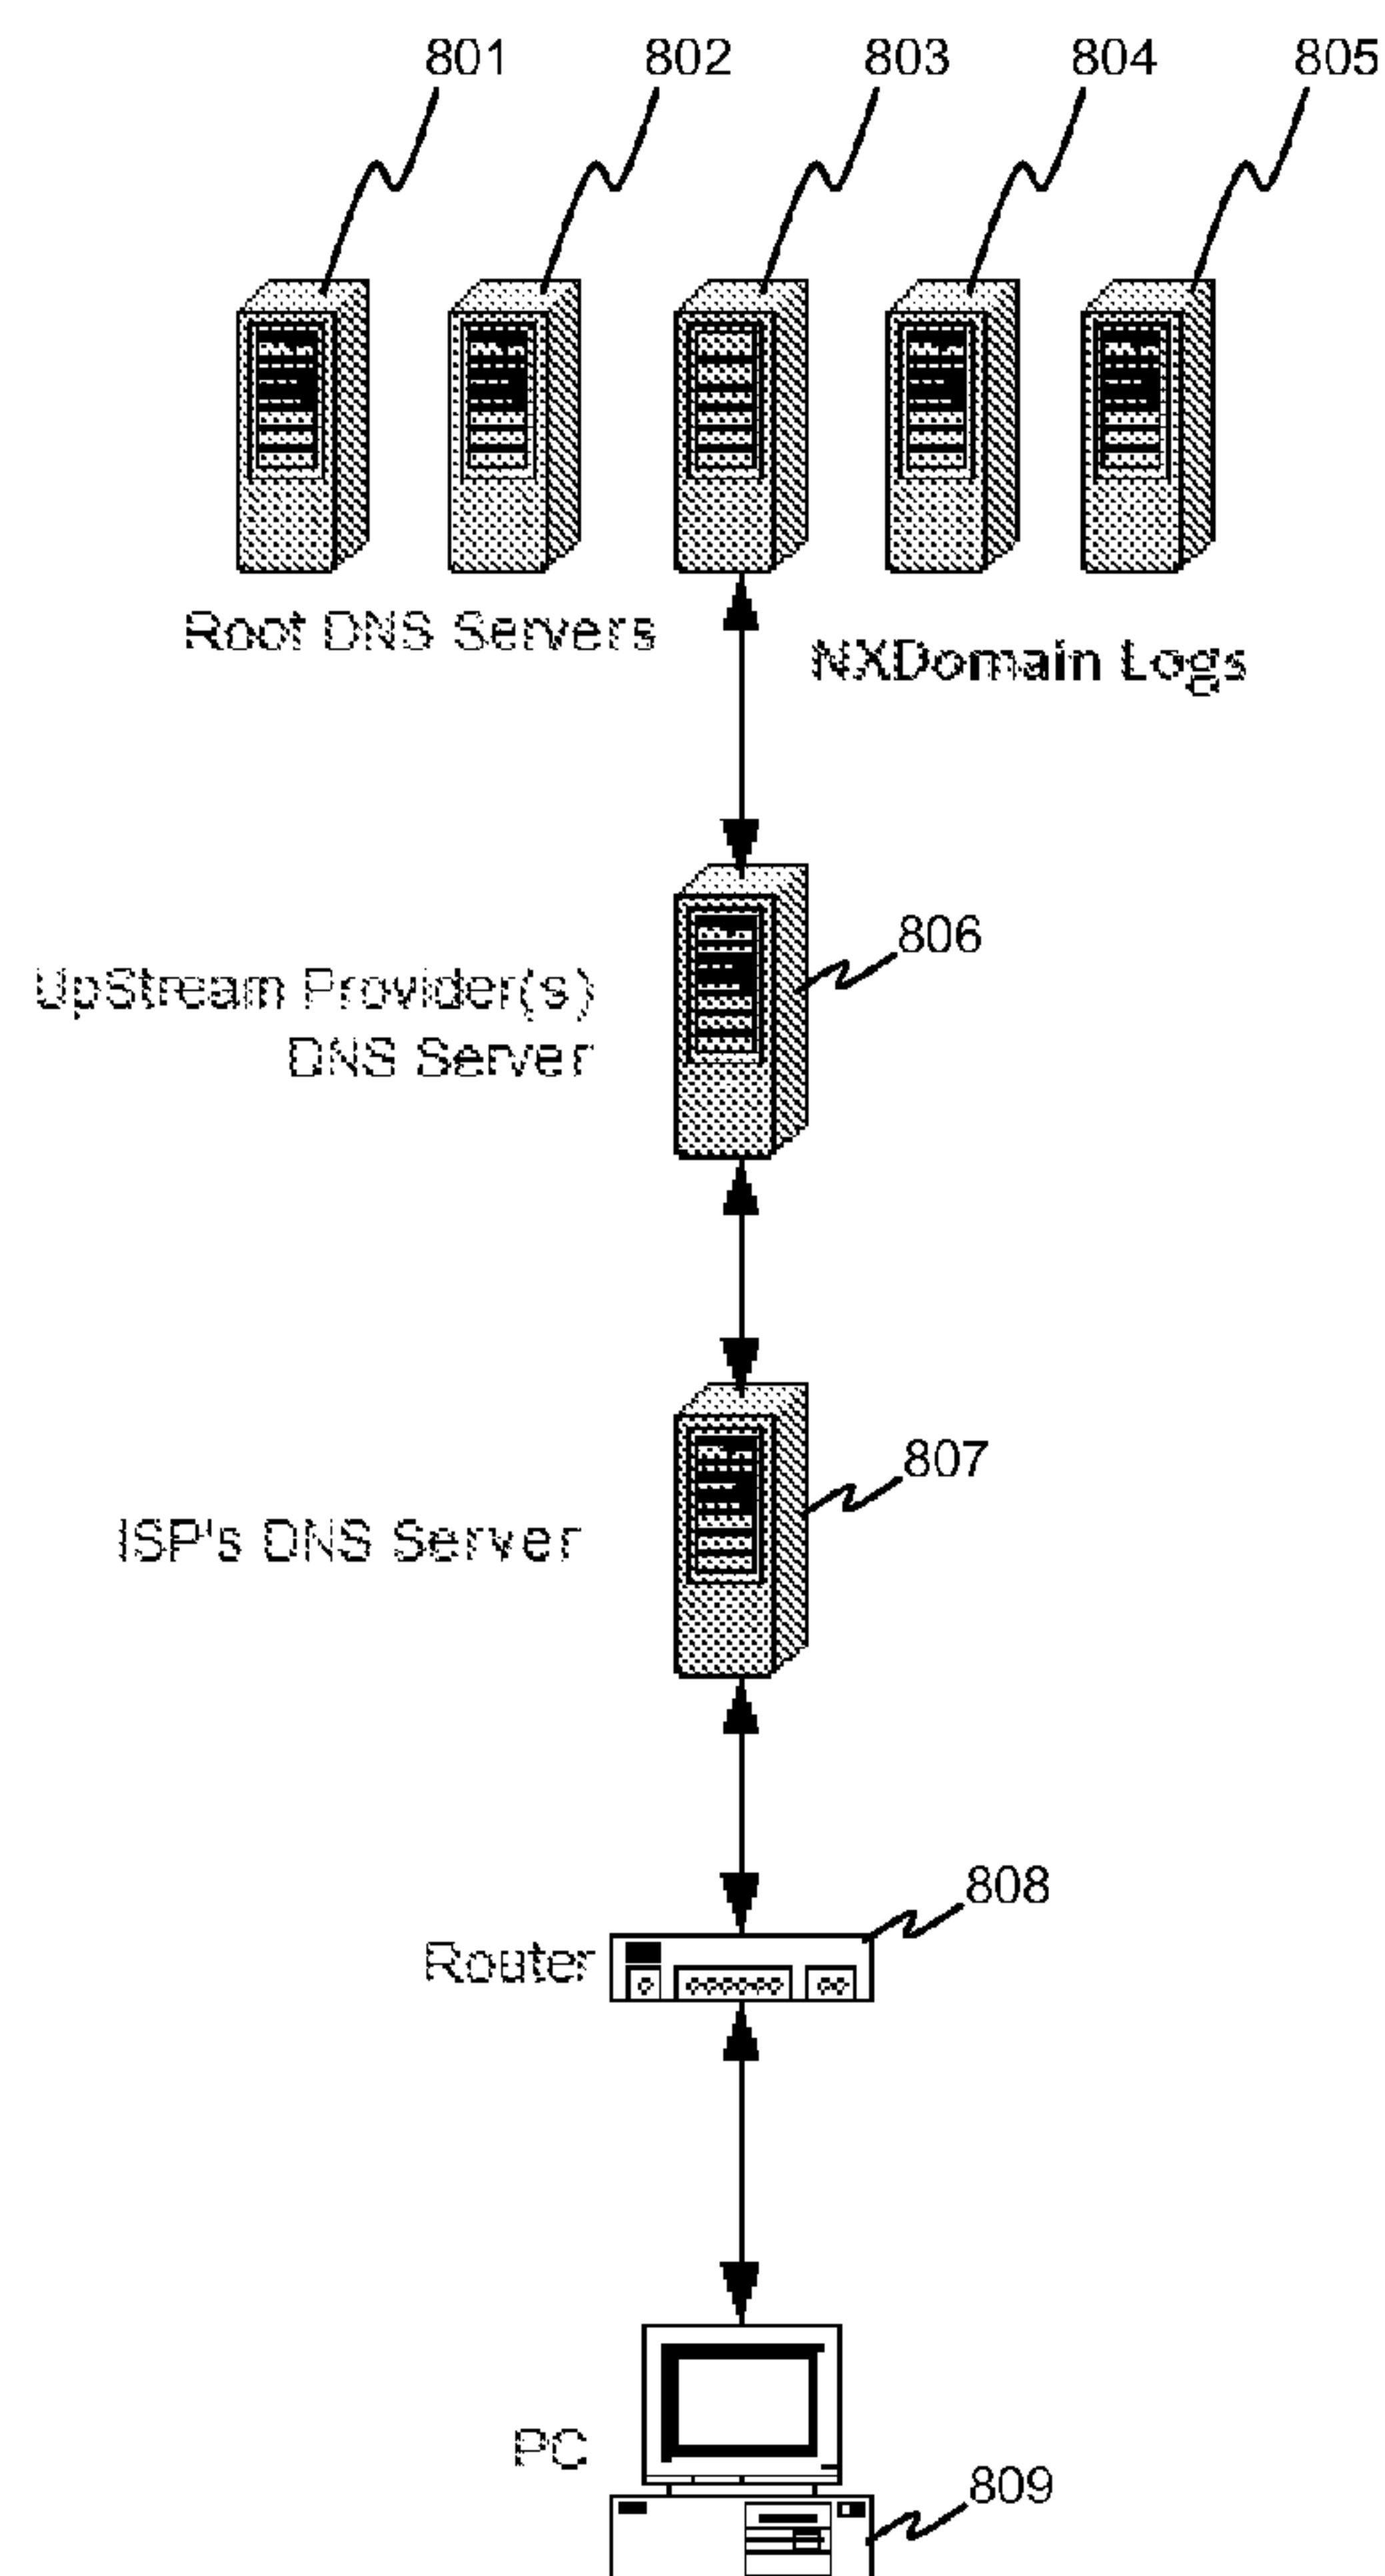 801 802 803 804 805
Root DNS Servers
NXDomain Logs
806
UpStream Provider(s)
DNS Server
807
ISP's DNS Server
808
Router
PC
809